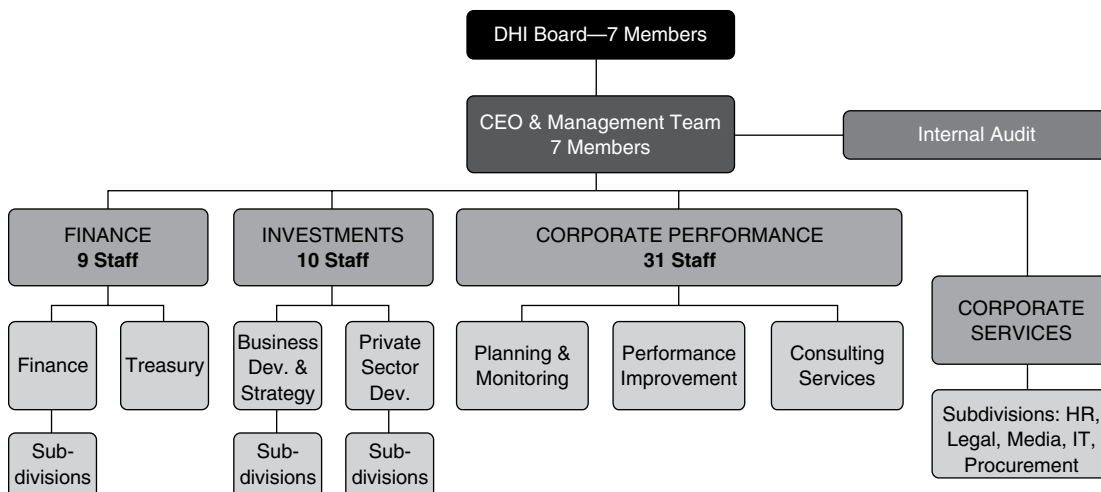 DHI Board—7 Members
CEO & Management Team
7 Members
Internal Audit
FINANCE
9 Staff
INVESTMENTS
10 Staff
CORPORATE PERFORMANCE
31 Staff
CORPORATE
SERVICES
Finance
Treasury
Business
Dev. &
Strategy
Private
Sector
Dev.
Planning &
Monitoring
Performance
Improvement
Consulting
Services
Sub-
divisions
Sub-
divisions
Sub-
divisions
Subdivisions: HR,
Legal, Media, IT,
Procurement